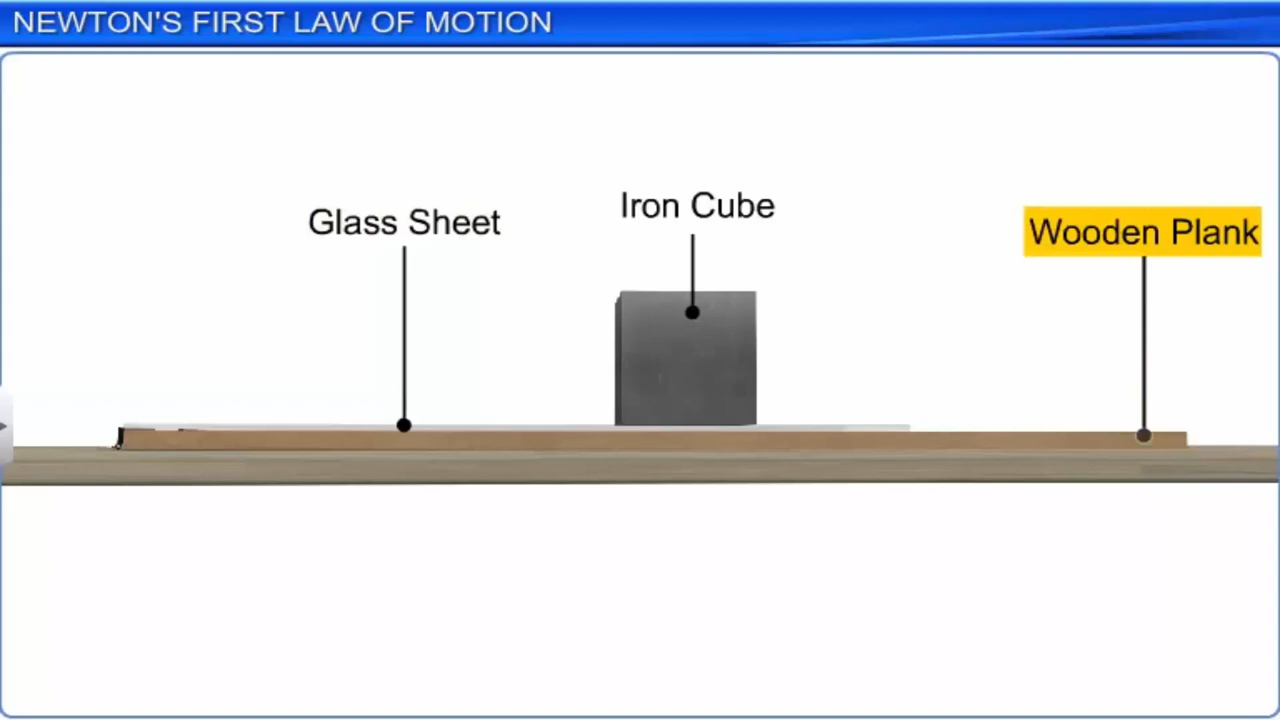 NEWTON'S FIRST LAW OF MOTION
Glass Sheet
Iron Cube
Wooden Plank